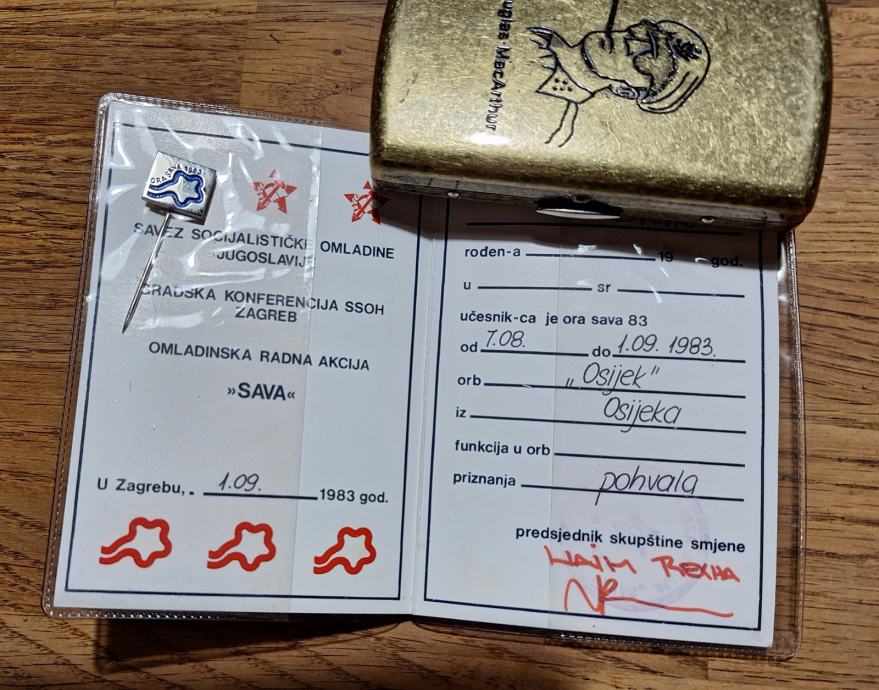 ORA SAVA 1983
SAVEZ SOCIJALISTIČKE OMLADINE
JUGOSLAVIJE
GRADSKA KONFERENCIJA SSOH
ZAGREB
OMLADINSKA RADNA AKCIJA
»SAVA«
U Zagrebu, 1.09. 1983 god.
uglas MacArthur
rođen-a 19 god.
u sr
učesnik-ca je ora sava 83
od 7.08. do 1.09. 1983.
orb „Osijek"
iz Osijeka
funkcija u orb
priznanja pohvala
predsjednik skupštine smjene
REXHA